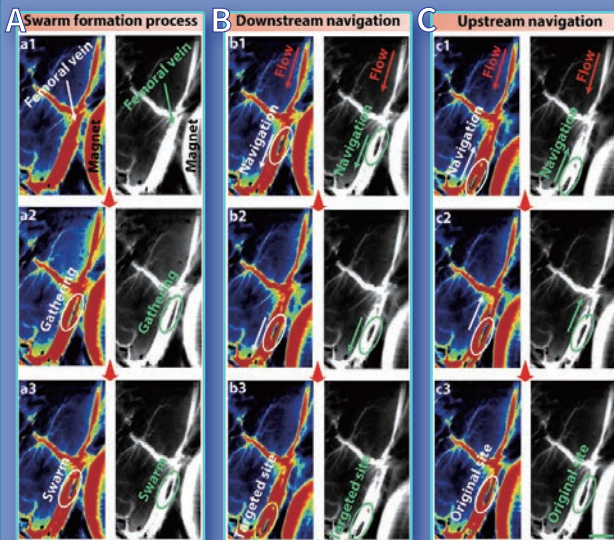 A Swarm formation process
a1
Femoral vein
Magnet
Femoral vein
Magnet
a2
Gathering
Gathering
a3
Swarm
Swarm
B Downstream navigation
b1
Flow
Navigation
Flow
Navigation
b2
b3
Targeted site
Targeted site
C Upstream navigation
c1
Flow
Navigation
Flow
Navigation
c2
c3
Original site
Original site